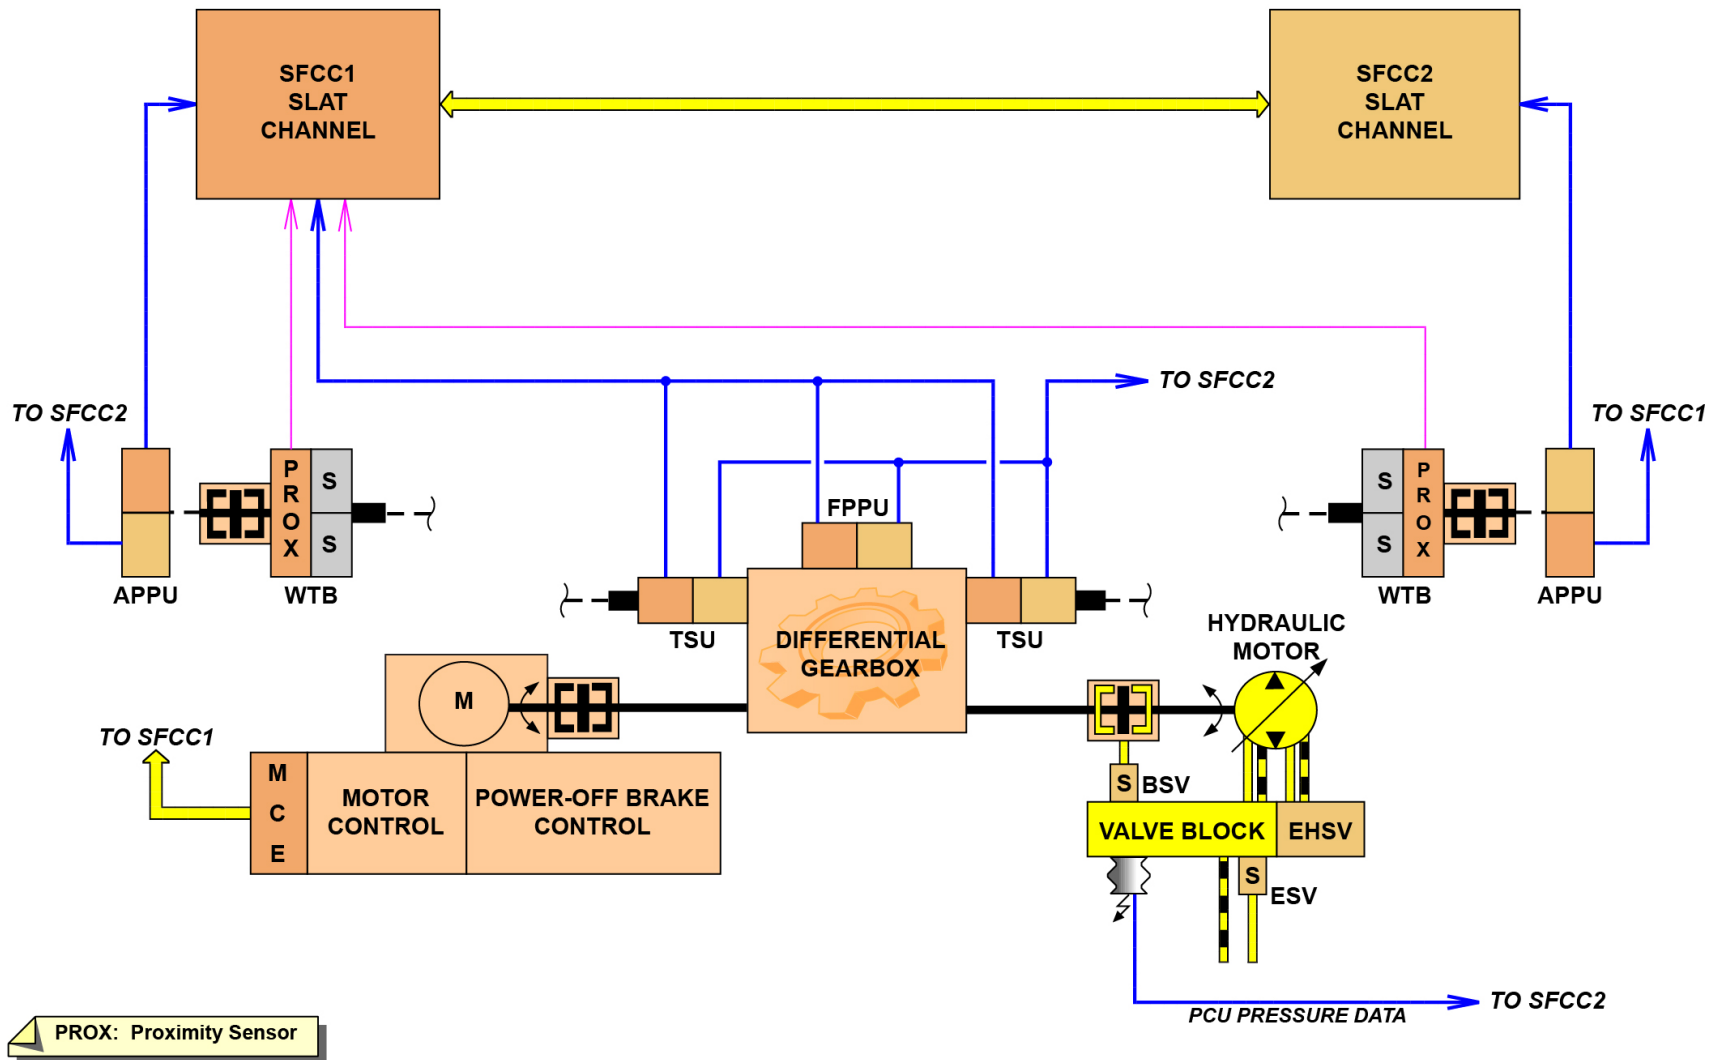 SFCC1
SLAT
CHANNEL
SFCC2
SLAT
CHANNEL
TO SFCC2
TO SFCC2
TO SFCC1
P
R
O
X
S
S
APPU
WTB
FPPU
S
S
P
R
O
X
WTB
APPU
TSU
DIFFERENTIAL
GEARBOX
TSU
HYDRAULIC
MOTOR
M
TO SFCC1
M
C
E
MOTOR
CONTROL
POWER-OFF BRAKE
CONTROL
S
BSV
VALVE BLOCK
EHSV
S
ESV
TO SFCC2
PCU PRESSURE DATA
PROX: Proximity Sensor